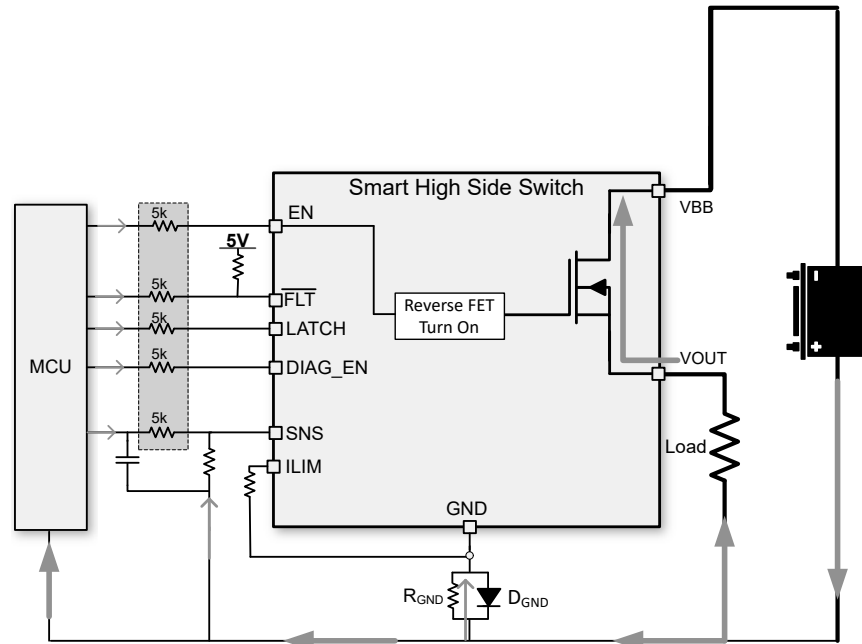 Smart High Side Switch
VBB
5k
EN
5V
5k
FLT
5k
LATCH
Reverse FET
Turn On
MCU
5k
DIAG_EN
VOUT
5k
SNS
ILIM
Load
GND
RGND
DGND
-
+